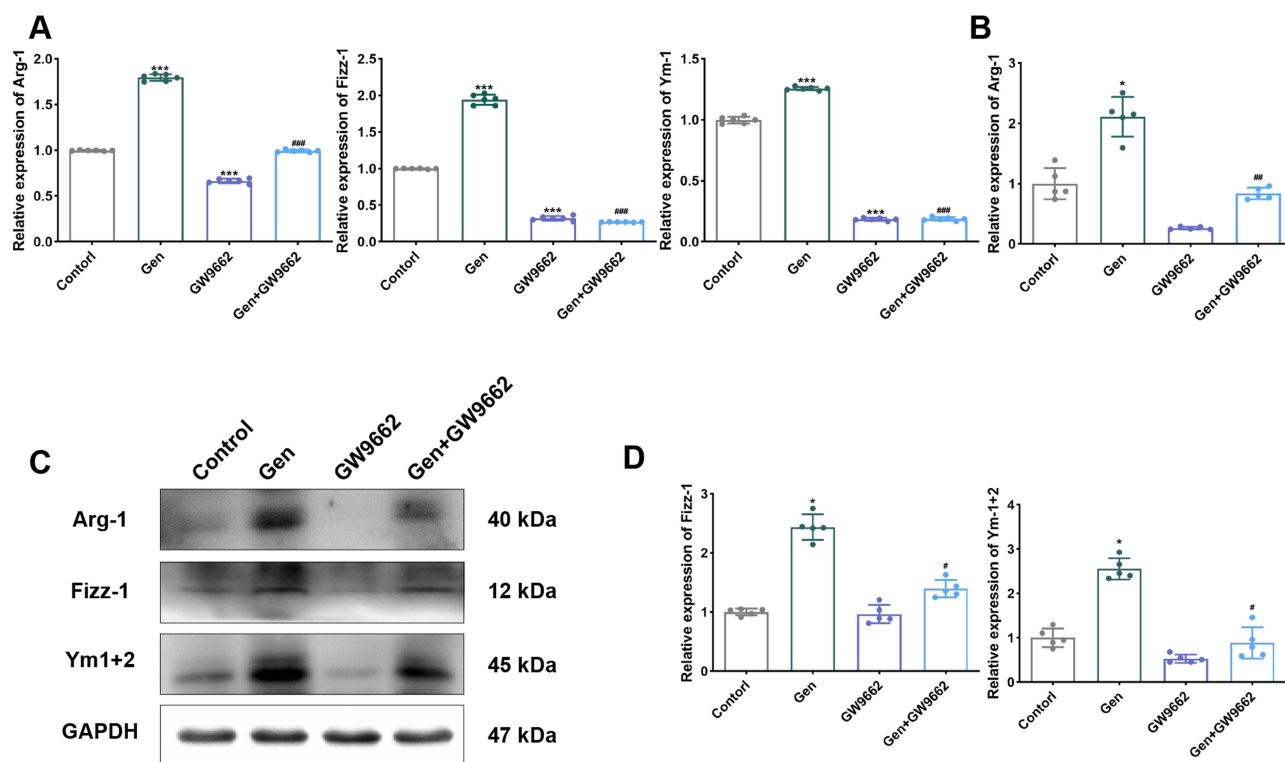 A
B
Relative expression of Arg-1
2.0
1.5
1.0
0.5
0.0
***
***
###
Contorl
Gen
GW9662
Gen+GW9662
Relative expression of Fizz-1
2.5
2.0
1.5
1.0
0.5
0.0
***
***
###
Contorl
Gen
GW9662
Gen+GW9662
Relative expression of Ym-1
1.5
1.0
0.5
0.0
***
***
###
Contorl
Gen
GW9662
Gen+GW9662
Relative expression of Arg-1
3
2
1
0
*
##
Contorl
Gen
GW9662
Gen+GW9662
C
Control
Gen
GW9662
Gen+GW9662
Arg-1
40 kDa
Fizz-1
12 kDa
Ym1+2
45 kDa
GAPDH
47 kDa
D
Relative expression of Fizz-1
3
2
1
0
*
#
Contorl
Gen
GW9662
Gen+GW9662
Relative expression of Ym-1+2
4
3
2
1
0
*
#
Contorl
Gen
GW9662
Gen+GW9662